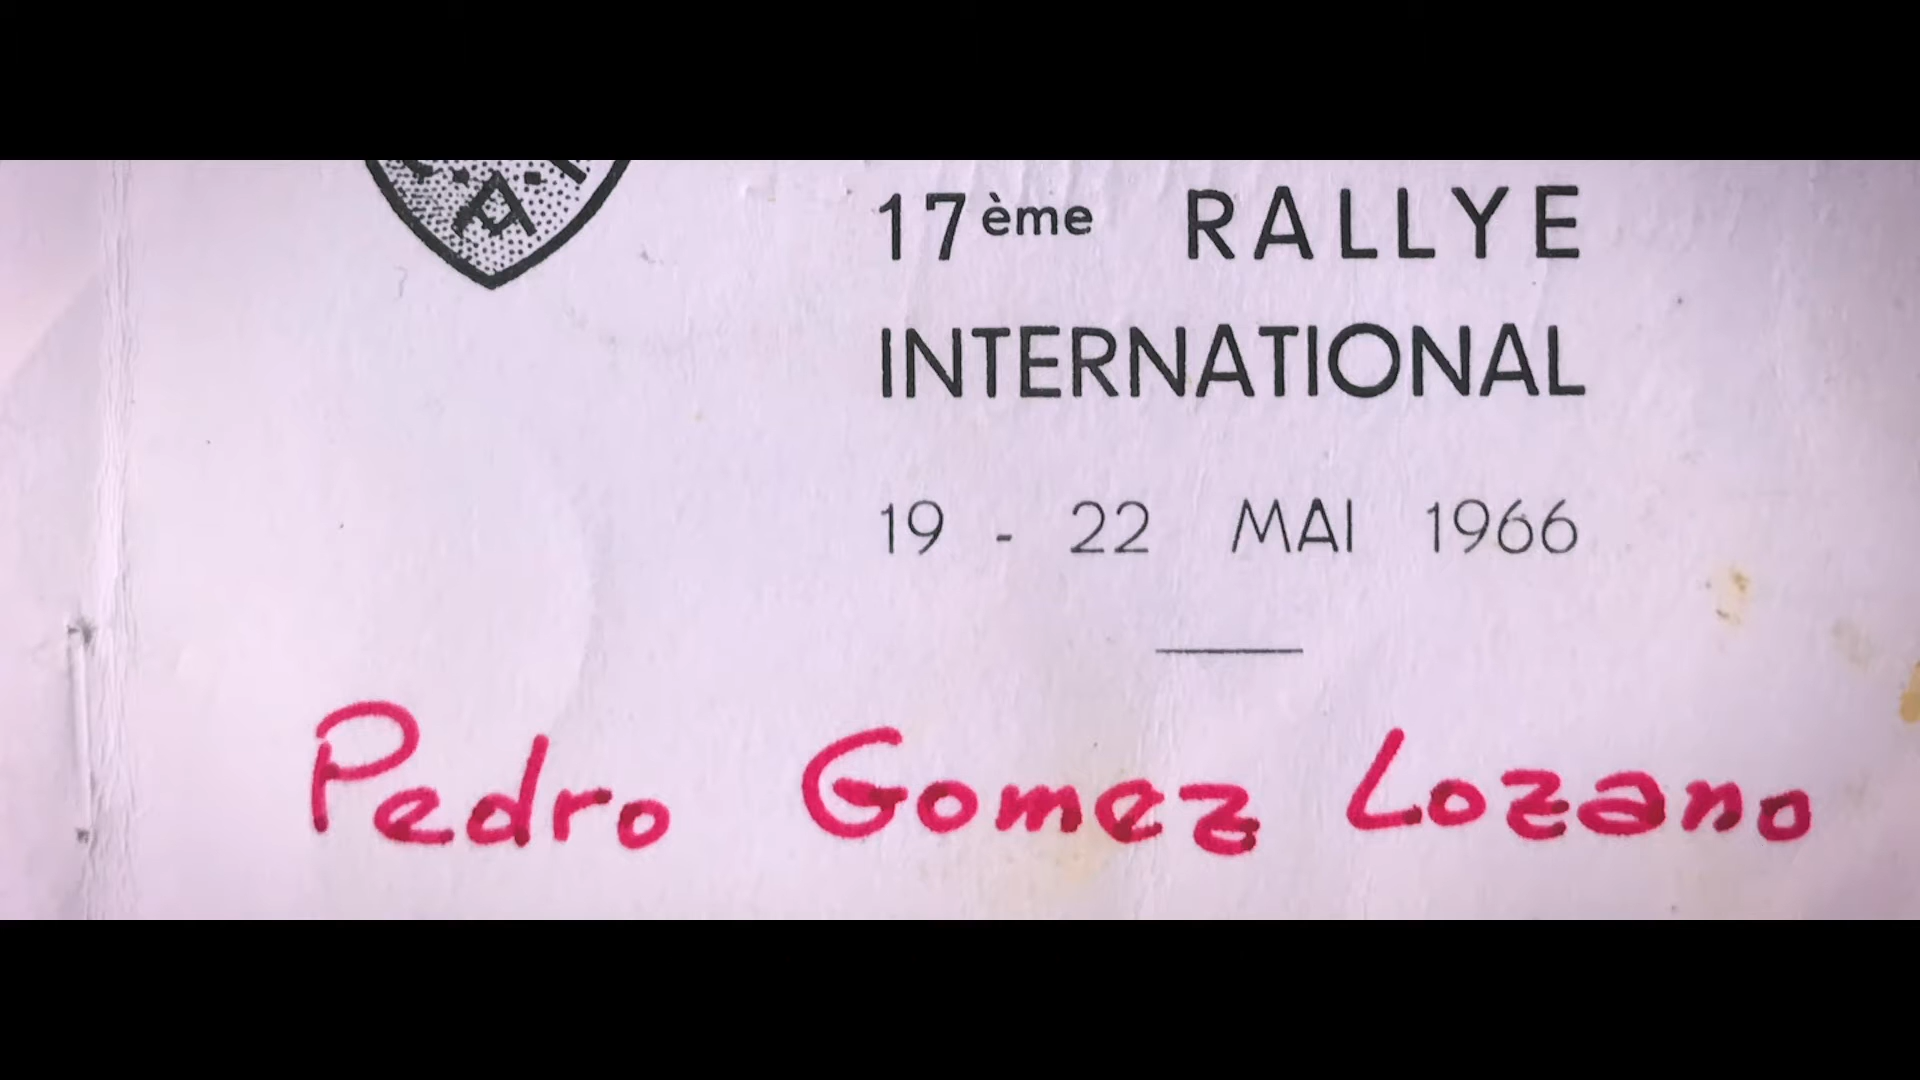 17ème RALLYE
INTERNATIONAL
19 - 22 MAI 1966
Pedro Gomez Lozano